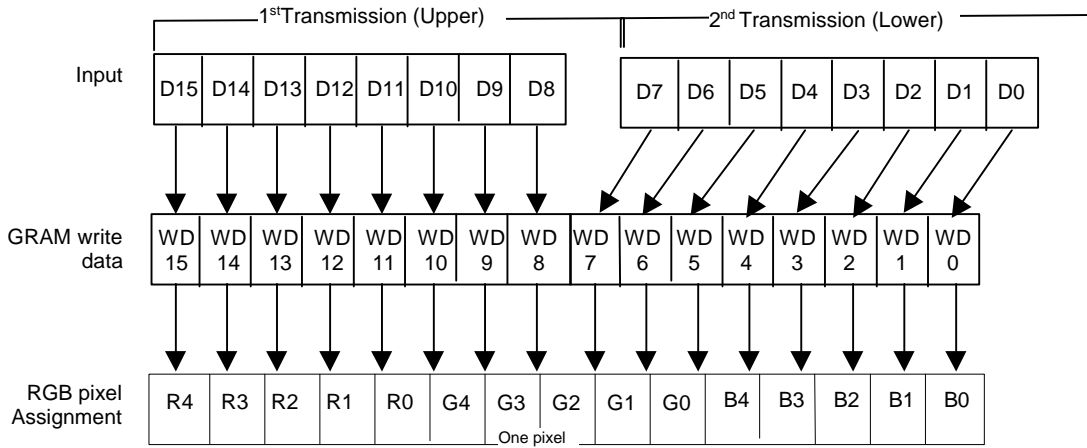 1st Transmission (Upper)
2nd Transmission (Lower)
Input
D15 D14 D13 D12 D11 D10 D9 D8 D7 D6 D5 D4 D3 D2 D1 D0
GRAM write
data
WD WD WD WD WD WD WD WD WD WD WD WD WD WD WD WD
15 14 13 12 11 10 9 8 7 6 5 4 3 2 1 0
RGB pixel
Assignment
R4 R3 R2 R1 R0 G4 G3 G2 G1 G0 B4 B3 B2 B1 B0
One pixel